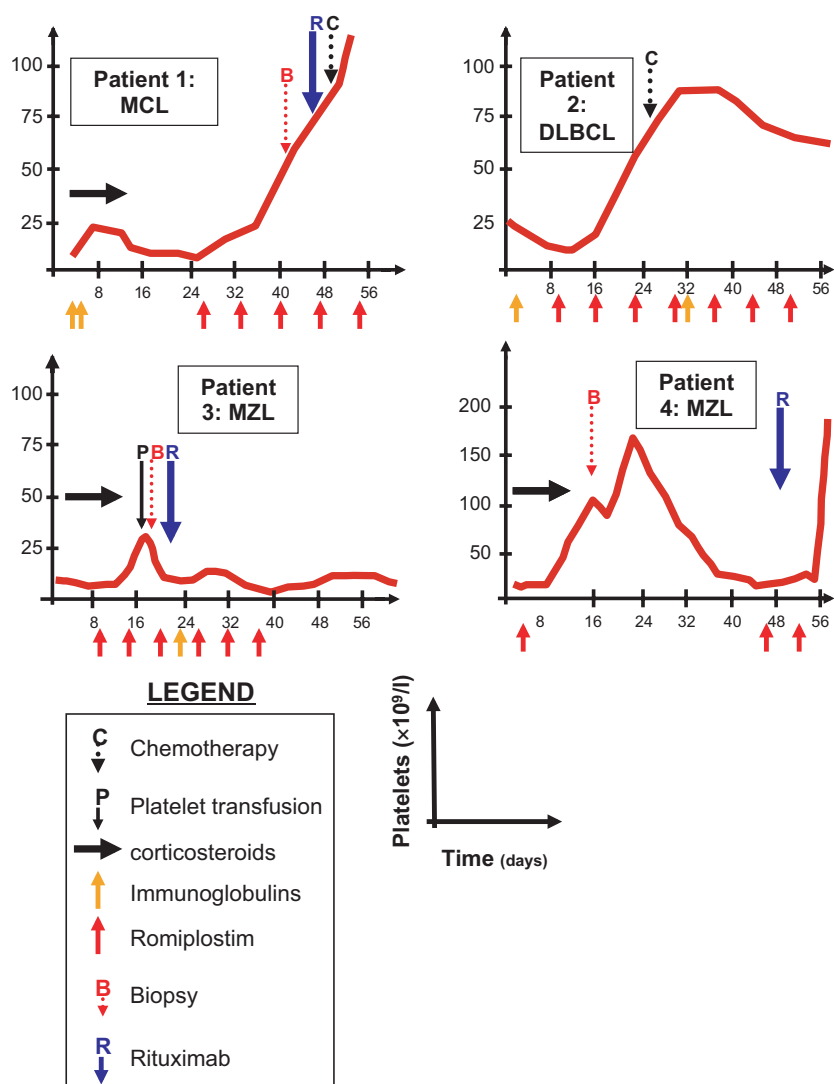 R C
100
Patient 1:
MCL
B
75
50
25
8 16 24 32 40 48 56
100
Patient
2:
DLBCL
C
75
50
25
8 16 24 32 40 48 56
100
Patient
3: MZL
75
P B R
50
25
8 16 24 32 40 48 56
200
Patient
4: MZL
B
R
150
100
50
8 16 24 32 40 48 56
LEGEND
C
Chemotherapy
P
Platelet transfusion
corticosteroids
Immunoglobulins
Romiplostim
B
Biopsy
R
Rituximab
Platelets (×10⁹/l)
Time (days)